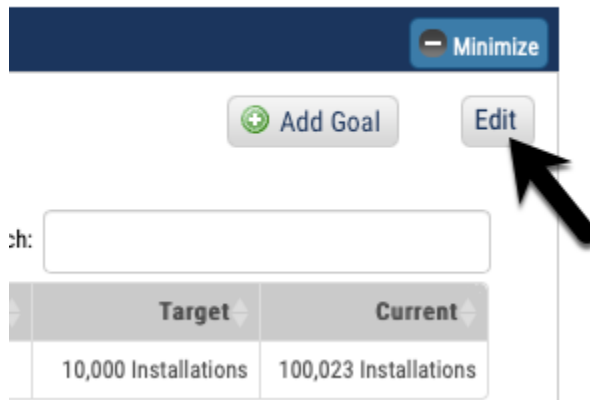 Minimize
Add Goal Edit
ch:
Target Current
10,000 Installations 100,023 Installations